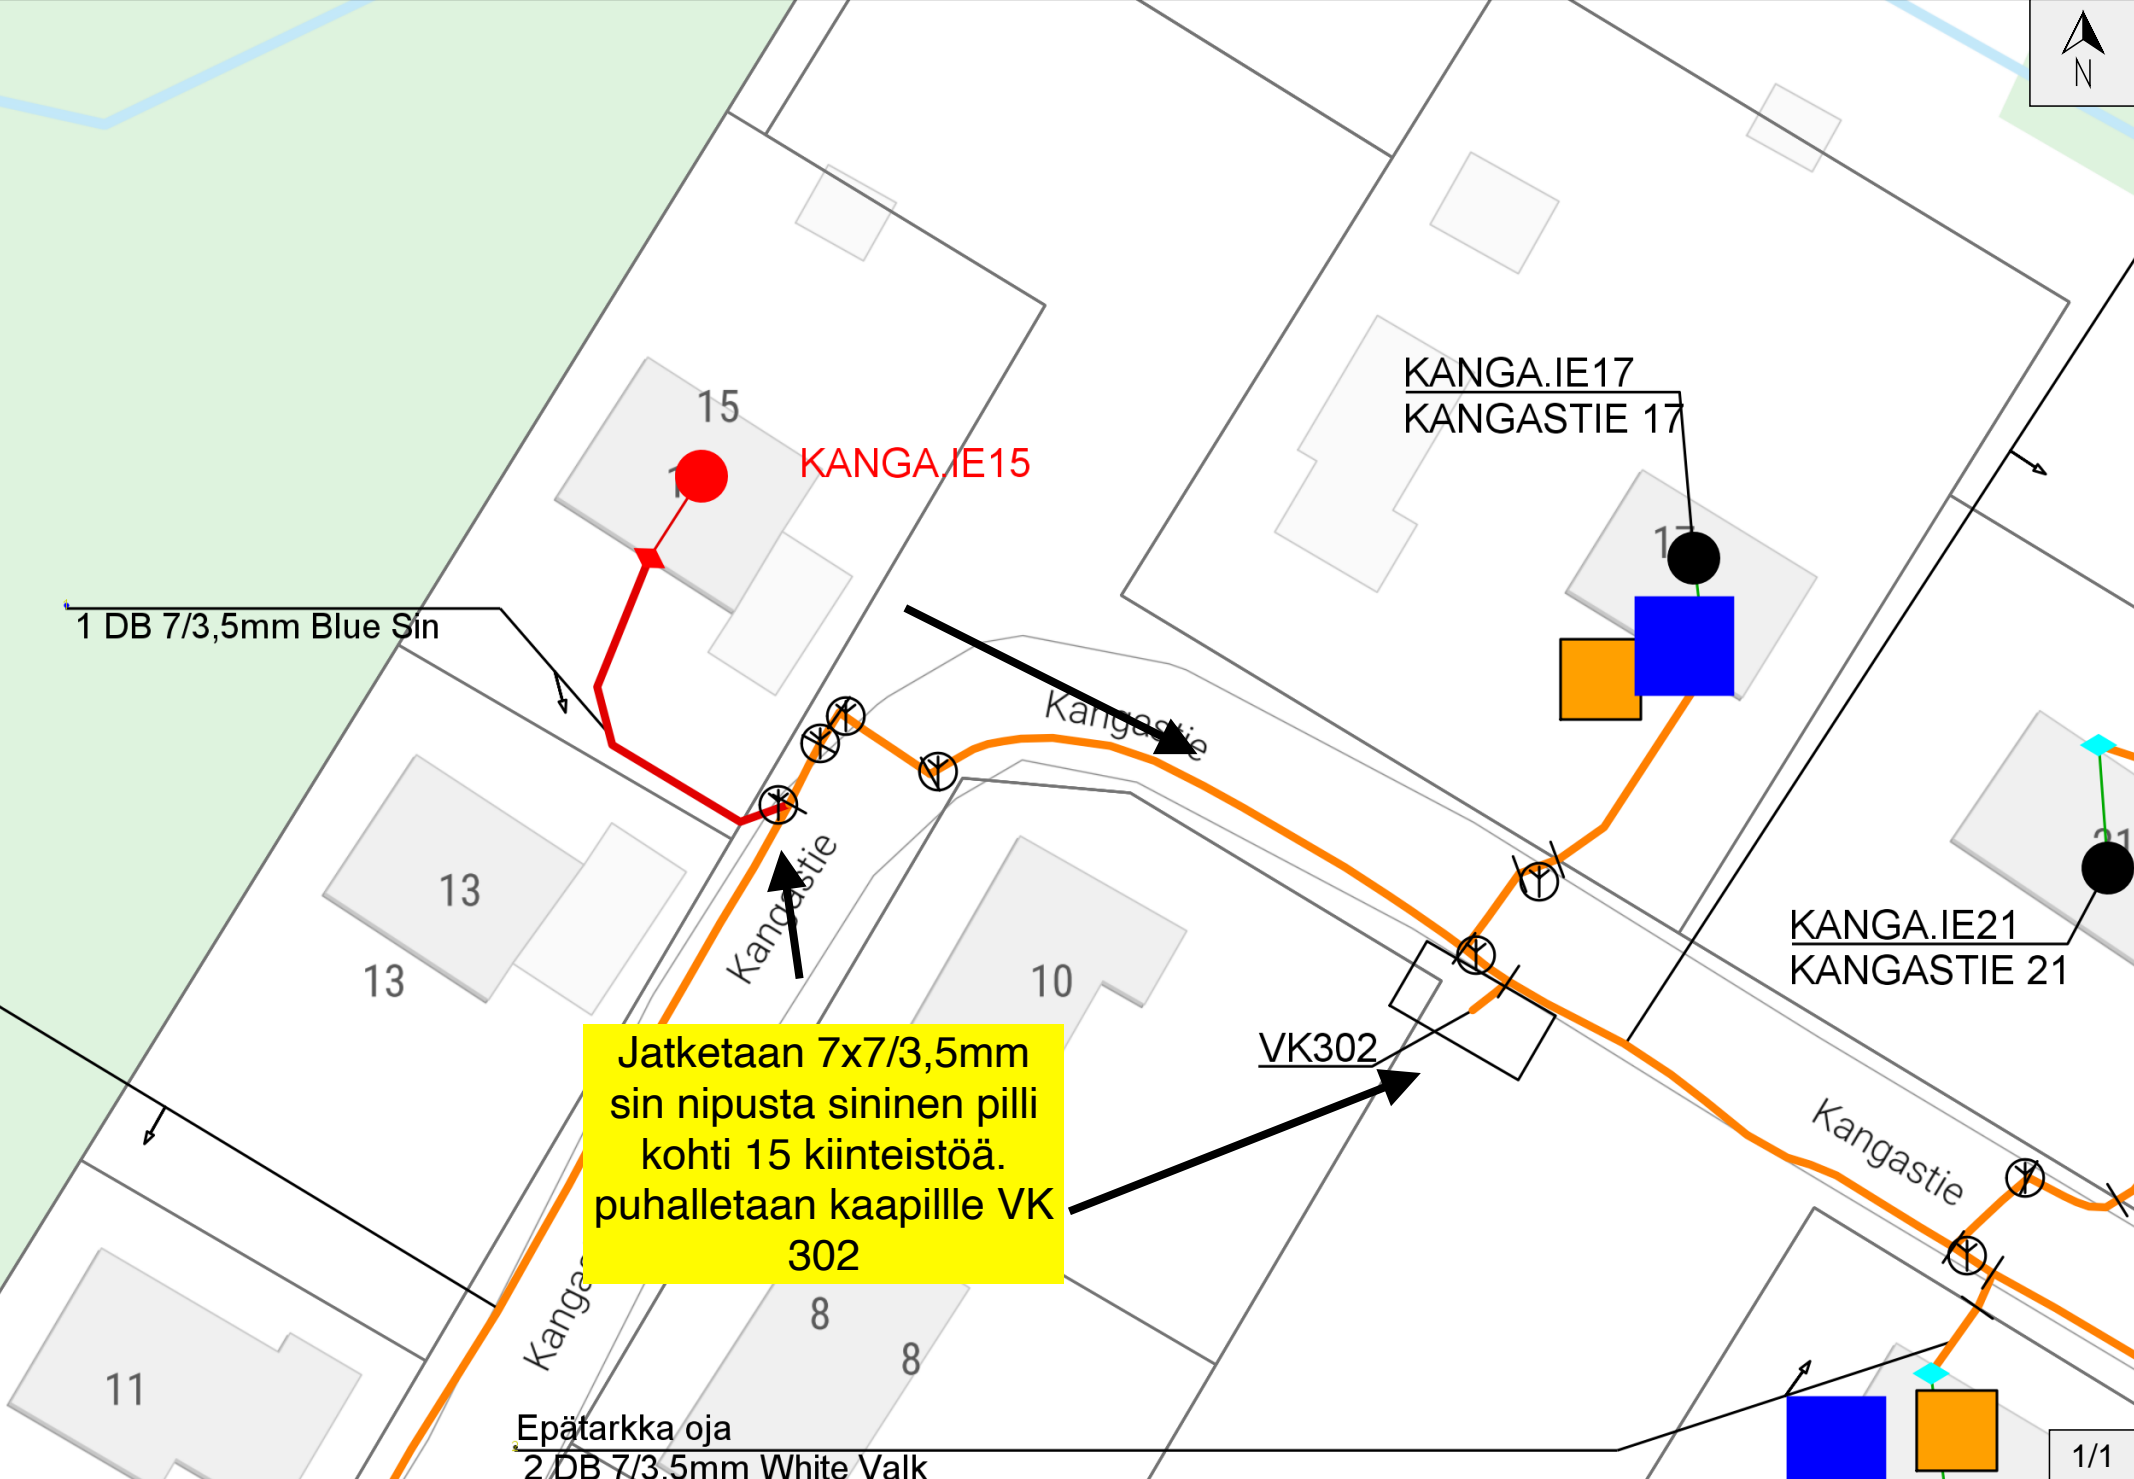 N
15
KANGA.IE15
KANGA.IE17
KANGASTIE 17
17
1 DB 7/3,5mm Blue Sin
Kangastie
Kangastie
13
13
10
21
KANGA.IE21
KANGASTIE 21
VK302
Jatketaan 7x7/3,5mm
sin nipusta sininen pilli
kohti 15 kiinteistöä.
puhalletaan kaapillle VK
302
Kangastie
8
8
11
Epätarkka oja
2 DB 7/3,5mm White Valk
1/1